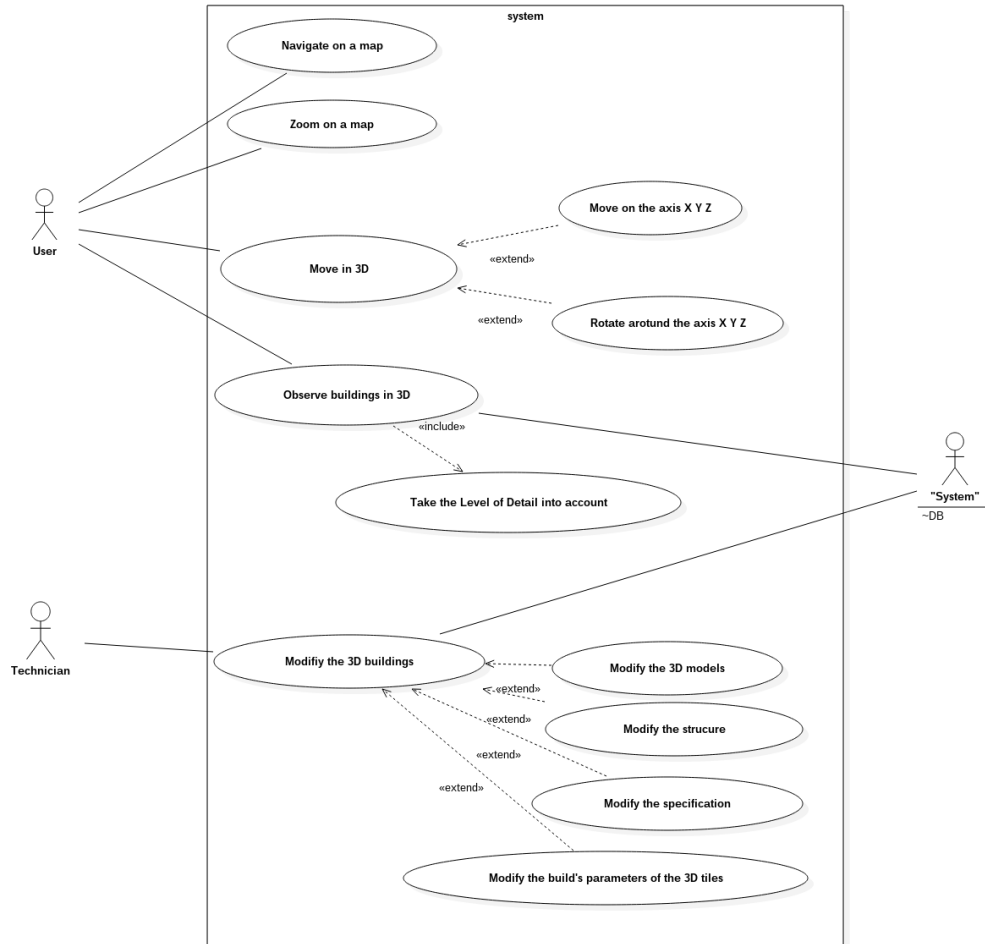 system
Navigate on a map
Zoom on a map
Move on the axis X Y Z
User
«extend»
Move in 3D
«extend»
Rotate arotund the axis X Y Z
Observe buildings in 3D
«include»
"System"
Take the Level of Detail into account
~DB
Technician
Modifiy the 3D buildings
Modify the 3D models
«extend»
«extend»
Modify the strucure
«extend»
«extend»
Modify the specification
Modify the build's parameters of the 3D tiles